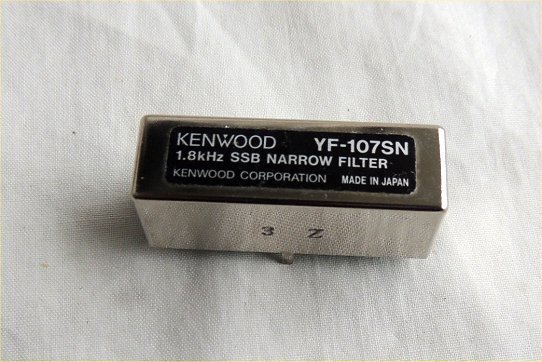 KENWOOD YF-107SN
1.8kHz SSB NARROW FILTER
KENWOOD CORPORATION MADE IN JAPAN
3 Z